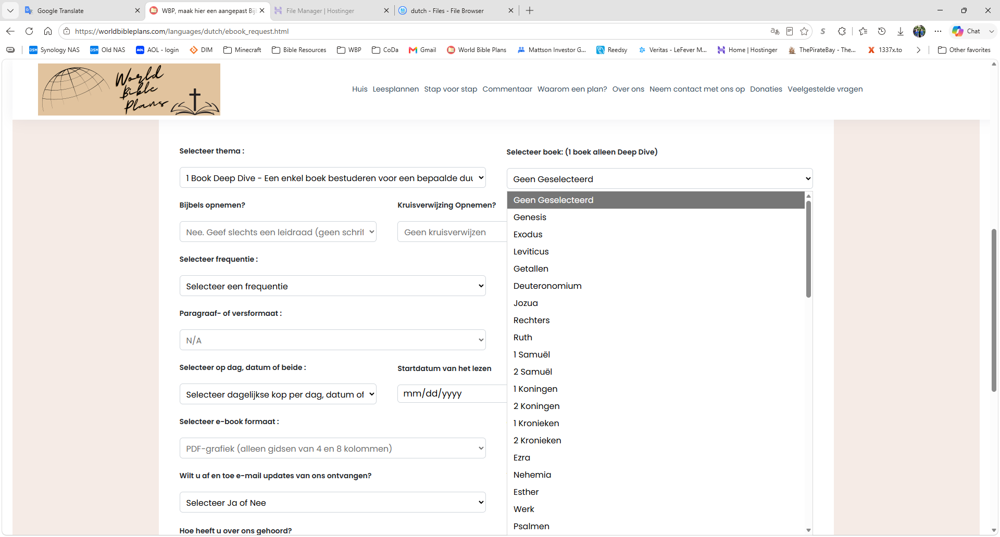 Google Translate
WBP, maak hier een aangepast Bij
File Manager | Hostinger
dutch - Files - File Browser
https://worldbibleplans.com/languages/dutch/ebook_request.html
Chat
Synology NAS
Old NAS
AOL - login
DIM
Minecraft
Bible Resources
WBP
CoDa
Gmail
World Bible Plans
Mattson Investor G...
Reedsy
Veritas - LeFever M...
Home | Hostinger
ThePirateBay - The...
1337x.to
Other favorites
World
Bible
Plans
Huis Leesplannen Stap voor stap Commentaar Waarom een plan? Over ons Neem contact met ons op Donaties Veelgestelde vragen
Selecteer thema :
1 Book Deep Dive - Een enkel boek bestuderen voor een bepaalde duu
Selecteer boek: (1 boek alleen Deep Dive)
Geen Geselecteerd
Bijbels opnemen?
Nee. Geef slechts een leidraad (geen schrif
Kruisverwijzing Opnemen?
Geen kruisverwijzen
Selecteer frequentie :
Selecteer een frequentie
Paragraaf- of versformaat :
N/A
Selecteer op dag, datum of beide :
Selecteer dagelijkse kop per dag, datum of
Startdatum van het lezen
mm/dd/yyyy
Selecteer e-book formaat :
PDF-grafiek (alleen gidsen van 4 en 8 kolommen)
Wilt u af en toe e-mail updates van ons ontvangen?
Selecteer Ja of Nee
Hoe heeft u over ons gehoord?
Geen Geselecteerd
Genesis
Exodus
Leviticus
Getallen
Deuteronomium
Jozua
Rechters
Ruth
1 Samuël
2 Samuël
1 Koningen
2 Koningen
1 Kronieken
2 Kronieken
Ezra
Nehemia
Esther
Werk
Psalmen